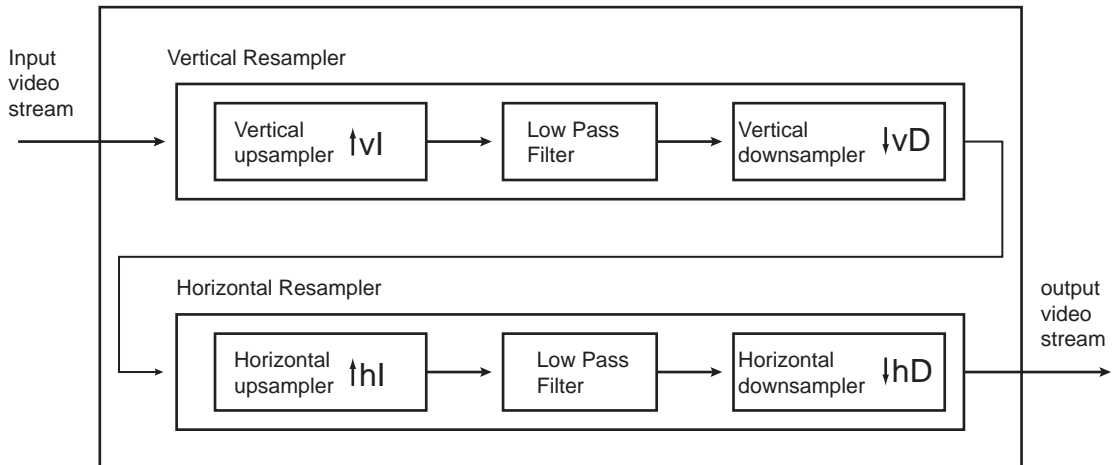 Input
video
stream
Vertical Resampler
Vertical
upsampler
↑vI
Low Pass
Filter
Vertical
downsampler
↓vD
Horizontal Resampler
Horizontal
upsampler
↑hI
Low Pass
Filter
Horizontal
downsampler
↓hD
output
video
stream